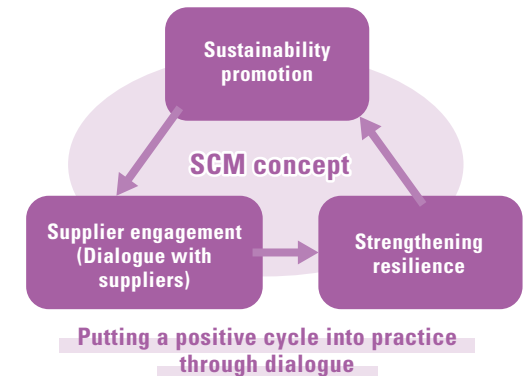 Sustainability
promotion
SCM concept
Supplier engagement
(Dialogue with
suppliers)
Strengthening
resilience
Putting a positive cycle into practice
through dialogue